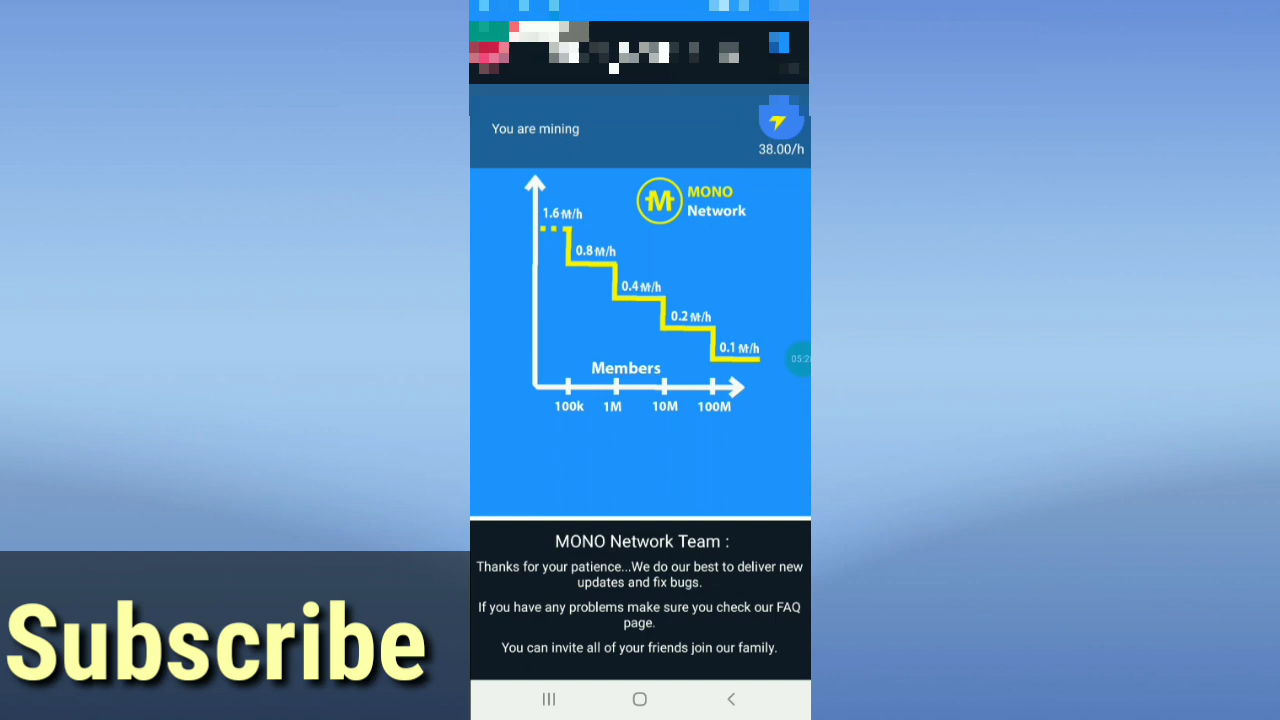 You are mining
38.00/h
MONO
Network
1.6 M/h
0.8 M/h
0.4 M/h
0.2 M/h
0.1 M/h
Members
100k 1M 10M 100M
MONO Network Team :
Thanks for your patience...We do our best to deliver new
updates and fix bugs.
If you have any problems make sure you check our FAQ
page.
You can invite all of your friends join our family.
Subscribe